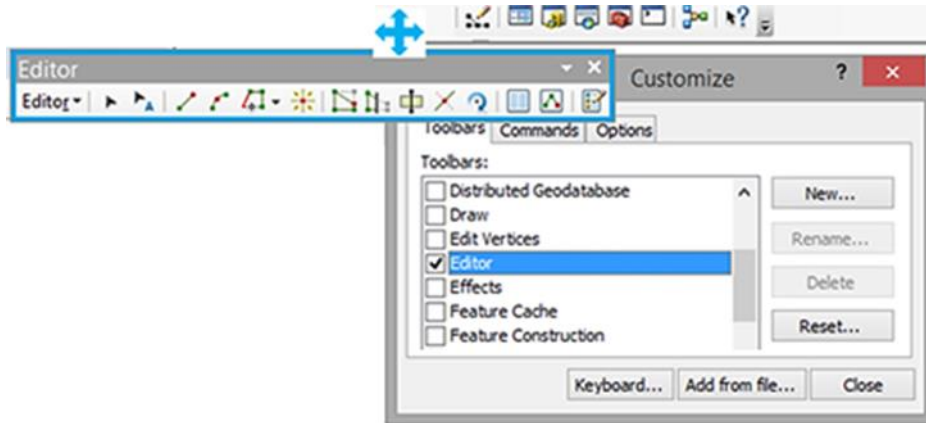 Editor
Editor
Customize
Toolbars Commands Options
Toolbars:
Distributed Geodatabase
Draw
Edit Vertices
Editor
Effects
Feature Cache
Feature Construction
New...
Rename...
Delete
Reset...
Keyboard... Add from file... Close